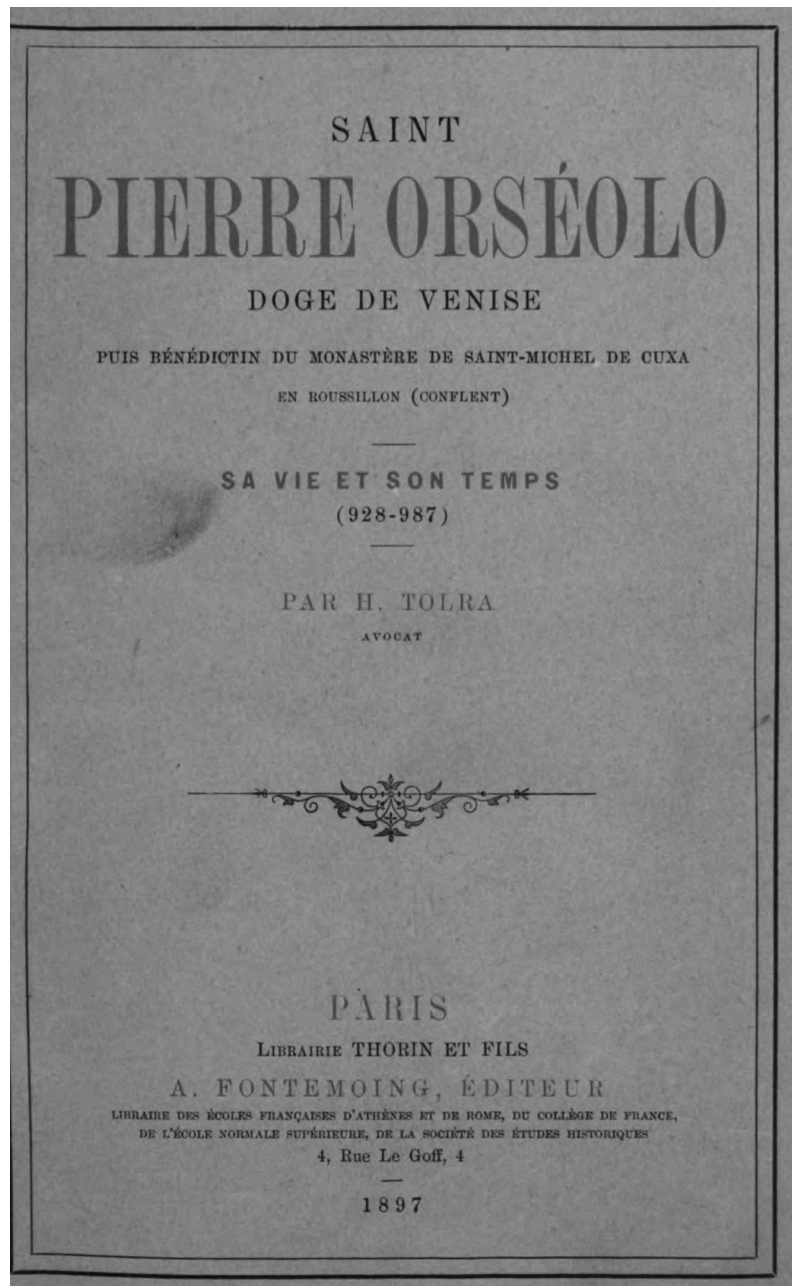 SAINT
PIERRE ORSÉOLO
DOGE DE VENISE
PUIS BÉNÉDICTIN DU MONASTÈRE DE SAINT-MICHEL DE CUXA
EN ROUSSILLON (CONFLENT)
SA VIE ET SON TEMPS
(928-987)
PAR H. TOLRA
AVOCAT
PARIS
LIBRAIRIE THORIN ET FILS
A. FONTEMOING, ÉDITEUR
LIBRAIRE DES ÉCOLES FRANÇAISES D'ATHÈNES ET DE ROME, DU COLLÈGE DE FRANCE,
DE L'ÉCOLE NORMALE SUPÉRIEURE, DE LA SOCIÉTÉ DES ÉTUDES HISTORIQUES
4, Rue Le Goff, 4
1897